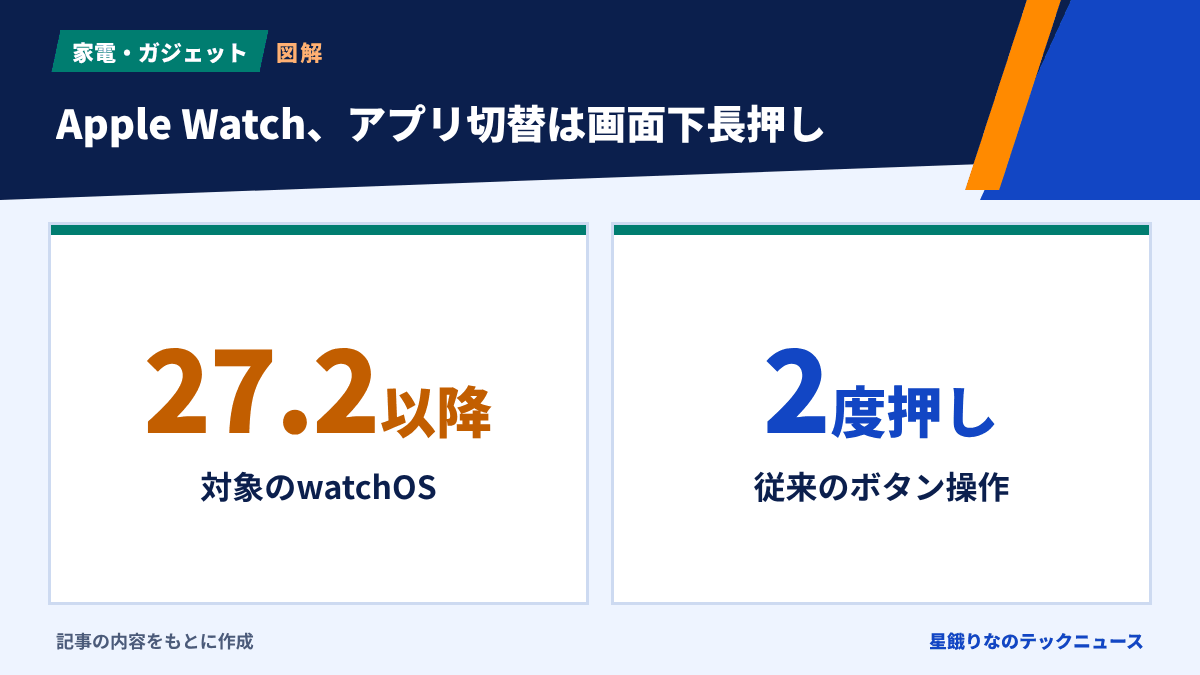 家電・ガジェット 図解
Apple Watch、アプリ切替は画面下長押し
27.2以降
対象のwatchOS
2度押し
従来のボタン操作
記事の内容をもとに作成
星餓りなのテックニュース